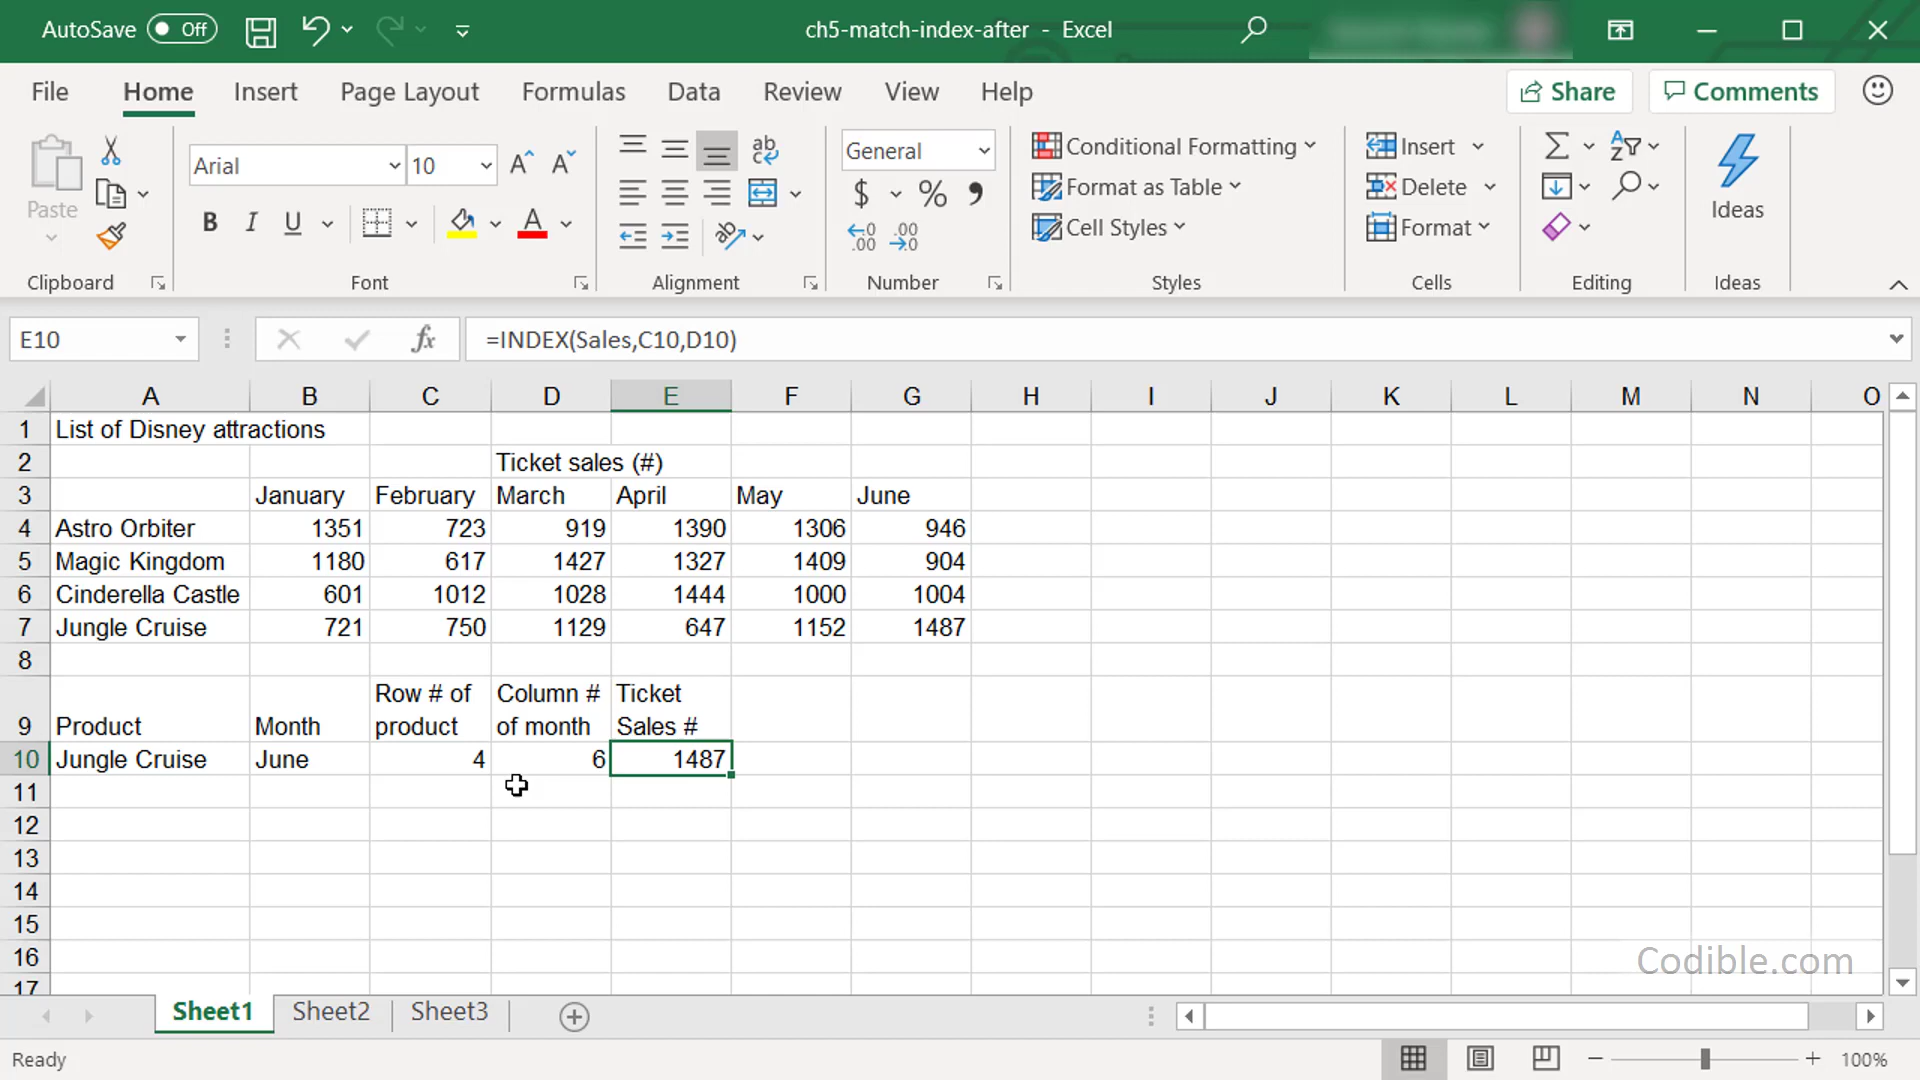 AutoSave Off ch5-match-index-after - Excel
File Home Insert Page Layout Formulas Data Review View Help Share Comments
Paste
Arial 10
B I U
ab
General
$ % ,
Conditional Formatting
Format as Table
Cell Styles
Insert
Delete
Format
Ideas
Clipboard Font Alignment Number Styles Cells Editing Ideas
E10 fx =INDEX(Sales,C10,D10)
A B C D E F G H I J K L M N O
1 List of Disney attractions
2 Ticket sales (#)
3 January February March April May June
4 Astro Orbiter 1351 723 919 1390 1306 946
5 Magic Kingdom 1180 617 1427 1327 1409 904
6 Cinderella Castle 601 1012 1028 1444 1000 1004
7 Jungle Cruise 721 750 1129 647 1152 1487
8
9 Product Month Row # of product Column # of month Ticket Sales #
10 Jungle Cruise June 4 6 1487
11
12
13
14
15
16
17
Codible.com
Sheet1 Sheet2 Sheet3
Ready 100%